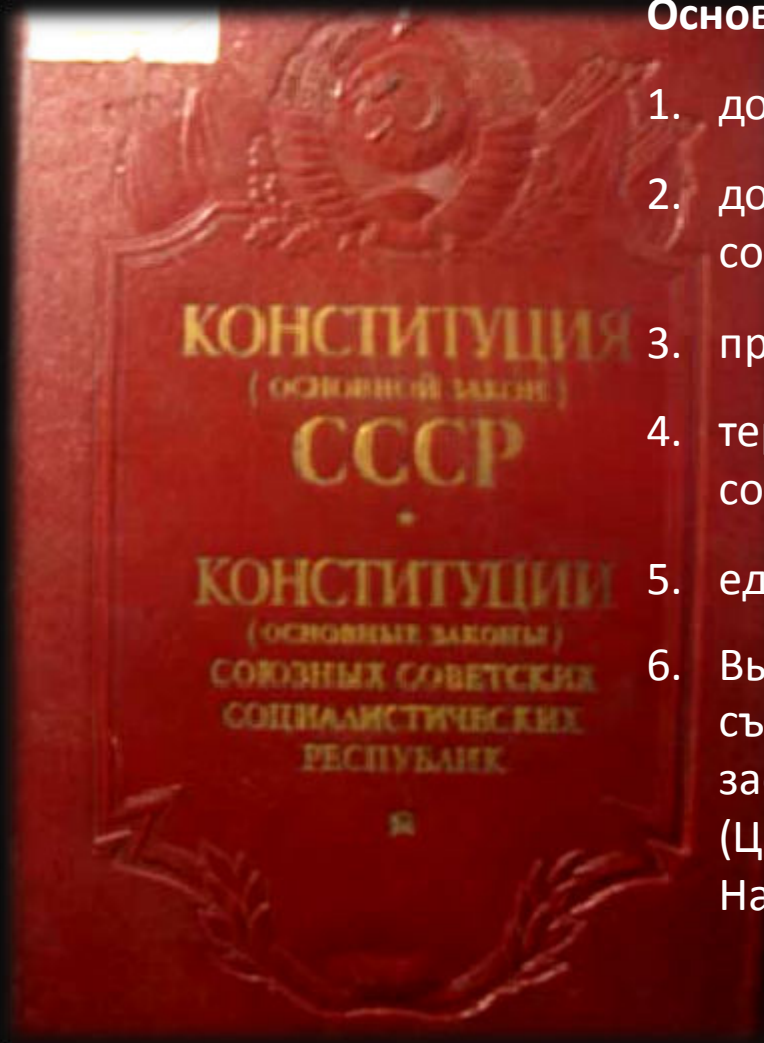 КОНСТИТУЦИЯ
( ОСНОВНОЙ ЗАКОН )
СССР
КОНСТИТУЦИИ
(ОСНОВНЫЕ ЗАКОНЫ)
СОЮЗНЫХ СОВЕТСКИХ
СОЦИАЛИСТИЧЕСКИХ
РЕСПУБЛИК
Основ
1. до
2. до
со
3. пр
4. те
со
5. ед
6. Вы
съ
за
(Ц
На